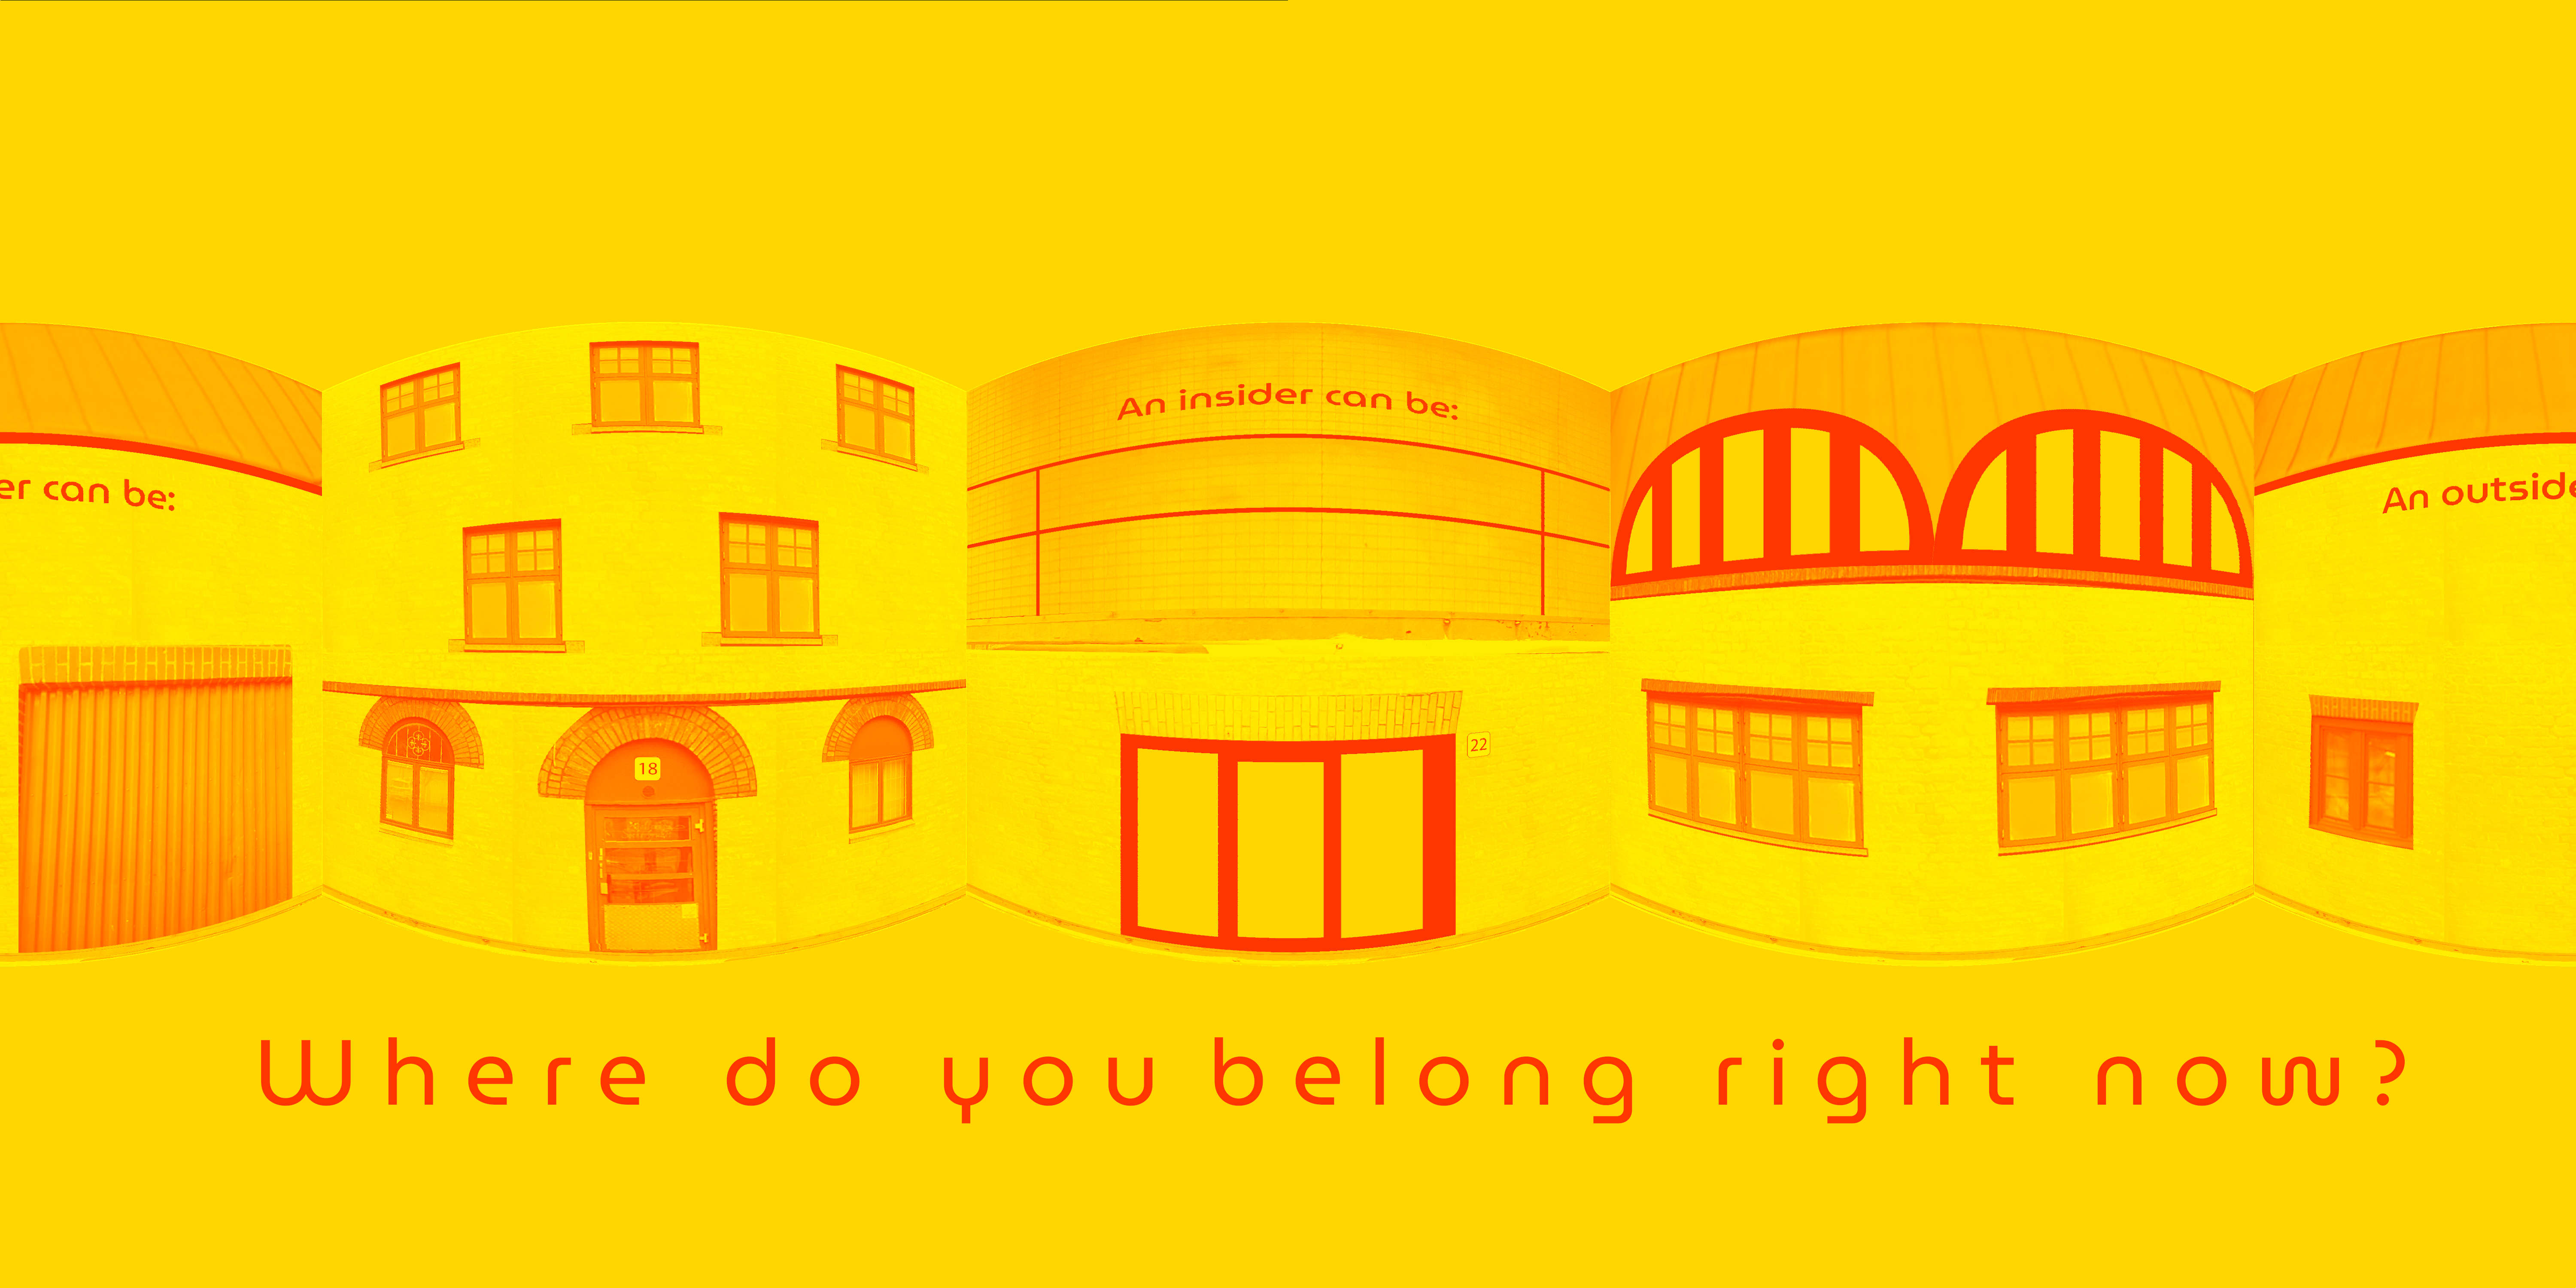 An insider can be:
er can be:
An outside
18
22
Where do you belong right now?